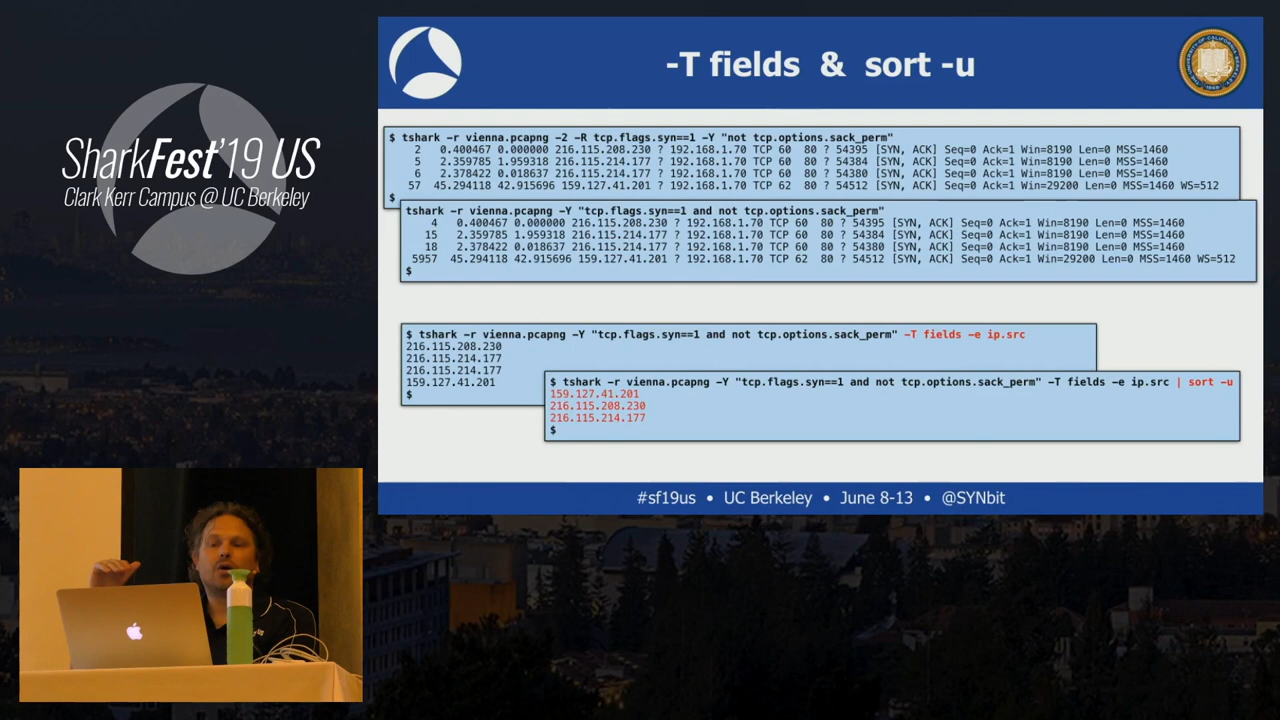 SharkFest'19 US
Clark Kerr Campus @ UC Berkeley
-T fields & sort -u
$ tshark -r vienna.pcapng -2 -R tcp.flags.syn==1 -Y "not tcp.options.sack_perm"
2 0.400467 0.000000 216.115.208.230 ? 192.168.1.70 TCP 60 80 ? 54395 [SYN, ACK] Seq=0 Ack=1 Win=8190 Len=0 MSS=1460
5 2.359785 1.959318 216.115.214.177 ? 192.168.1.70 TCP 60 80 ? 54384 [SYN, ACK] Seq=0 Ack=1 Win=8190 Len=0 MSS=1460
6 2.378422 0.018637 216.115.214.177 ? 192.168.1.70 TCP 60 80 ? 54380 [SYN, ACK] Seq=0 Ack=1 Win=8190 Len=0 MSS=1460
57 45.294118 42.915696 159.127.41.201 ? 192.168.1.70 TCP 62 80 ? 54512 [SYN, ACK] Seq=0 Ack=1 Win=29200 Len=0 MSS=1460 WS=512
$
tshark -r vienna.pcapng -Y "tcp.flags.syn==1 and not tcp.options.sack_perm"
4 0.400467 0.000000 216.115.208.230 ? 192.168.1.70 TCP 60 80 ? 54395 [SYN, ACK] Seq=0 Ack=1 Win=8190 Len=0 MSS=1460
15 2.359785 1.959318 216.115.214.177 ? 192.168.1.70 TCP 60 80 ? 54384 [SYN, ACK] Seq=0 Ack=1 Win=8190 Len=0 MSS=1460
18 2.378422 0.018637 216.115.214.177 ? 192.168.1.70 TCP 60 80 ? 54380 [SYN, ACK] Seq=0 Ack=1 Win=8190 Len=0 MSS=1460
5957 45.294118 42.915696 159.127.41.201 ? 192.168.1.70 TCP 62 80 ? 54512 [SYN, ACK] Seq=0 Ack=1 Win=29200 Len=0 MSS=1460 WS=512
$
$ tshark -r vienna.pcapng -Y "tcp.flags.syn==1 and not tcp.options.sack_perm" -T fields -e ip.src
216.115.208.230
216.115.214.177
216.115.214.177
159.127.41.201
$
$ tshark -r vienna.pcapng -Y "tcp.flags.syn==1 and not tcp.options.sack_perm" -T fields -e ip.src | sort -u
159.127.41.201
216.115.208.230
216.115.214.177
$
#sf19us • UC Berkeley • June 8-13 • @SYNbit